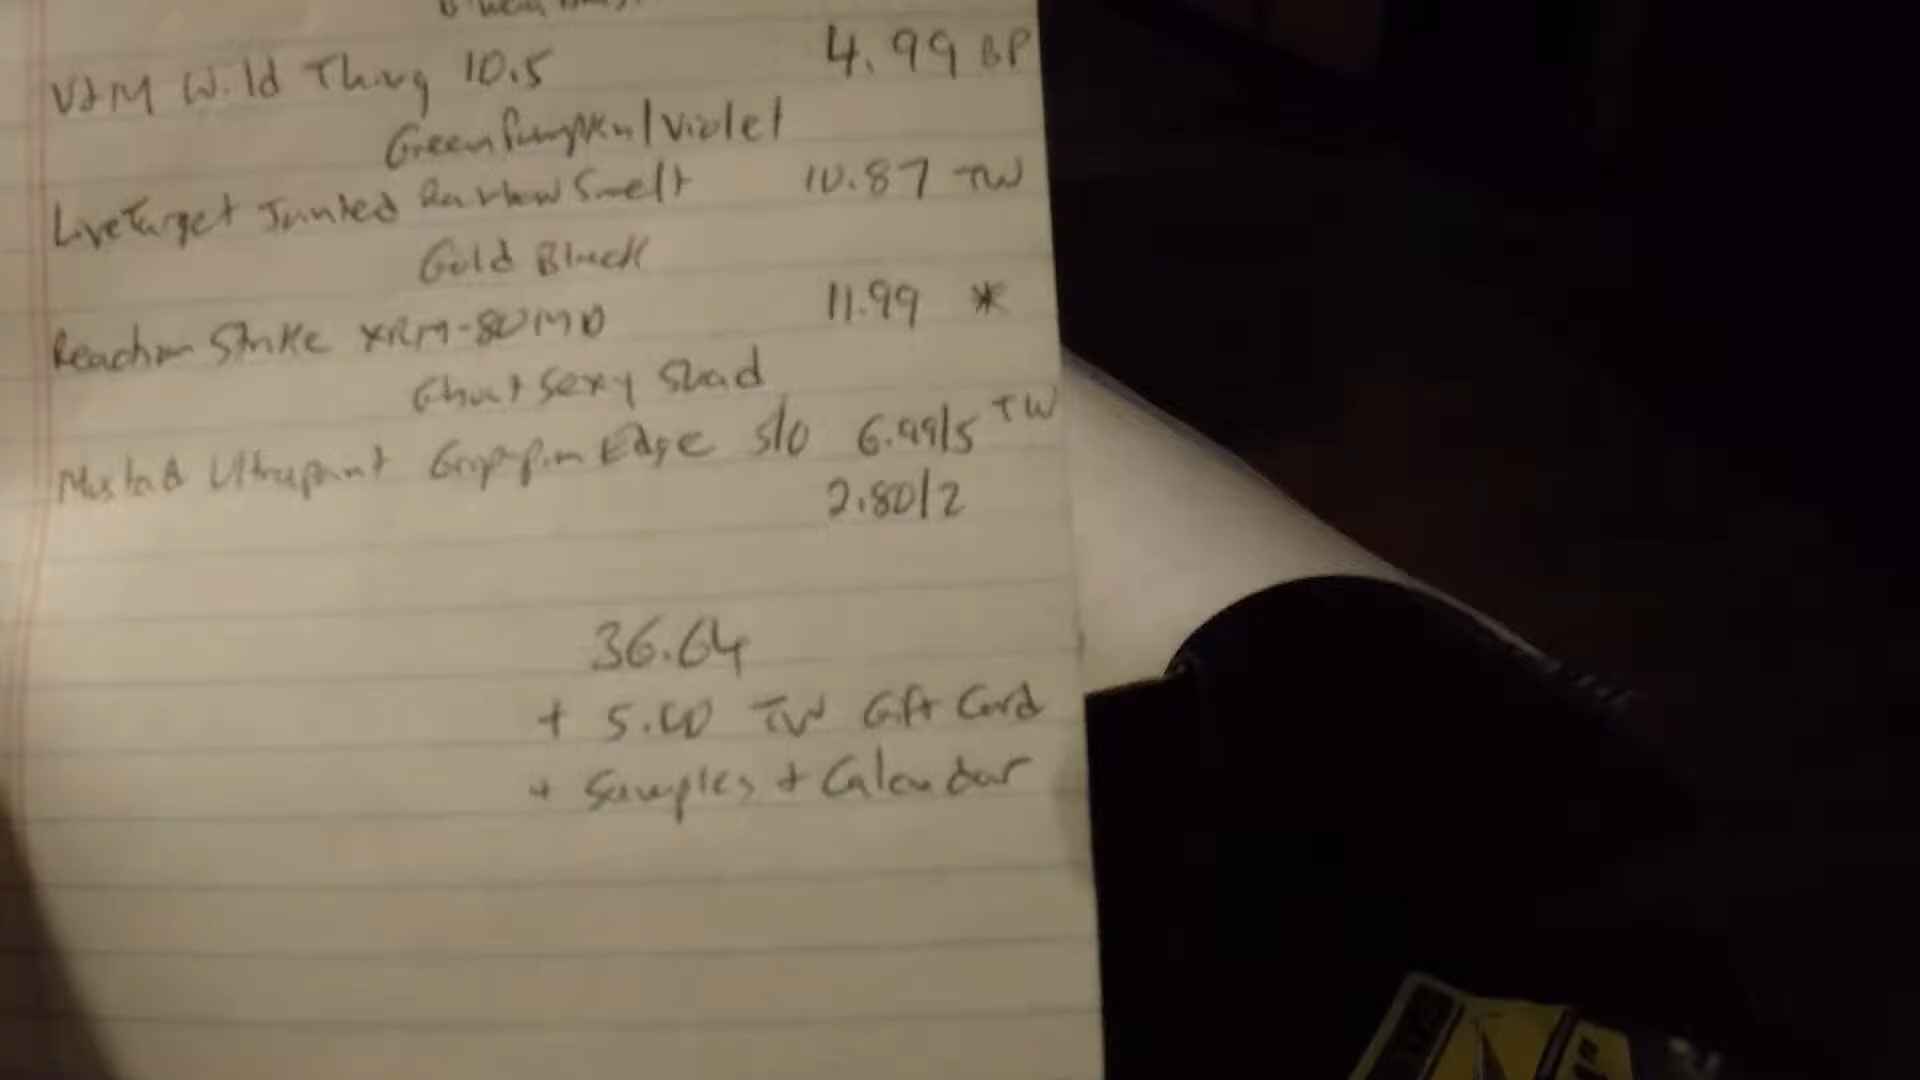 V&M Wild Thing 10.5 4.99 BP
Green Pumpkin/Violet
LiveTarget Jointed Rainbow Smelt 10.87 TW
Gold Black
Reaction Strike XRM-80MD 11.99 *
Ghost Sexy Shad
Mustad Ultrapoint Grip-pin Edge 5/0 6.99/5 TW
2.80/2
36.64
+ 5.00 TW Gift Card
+ Samples + Calendar